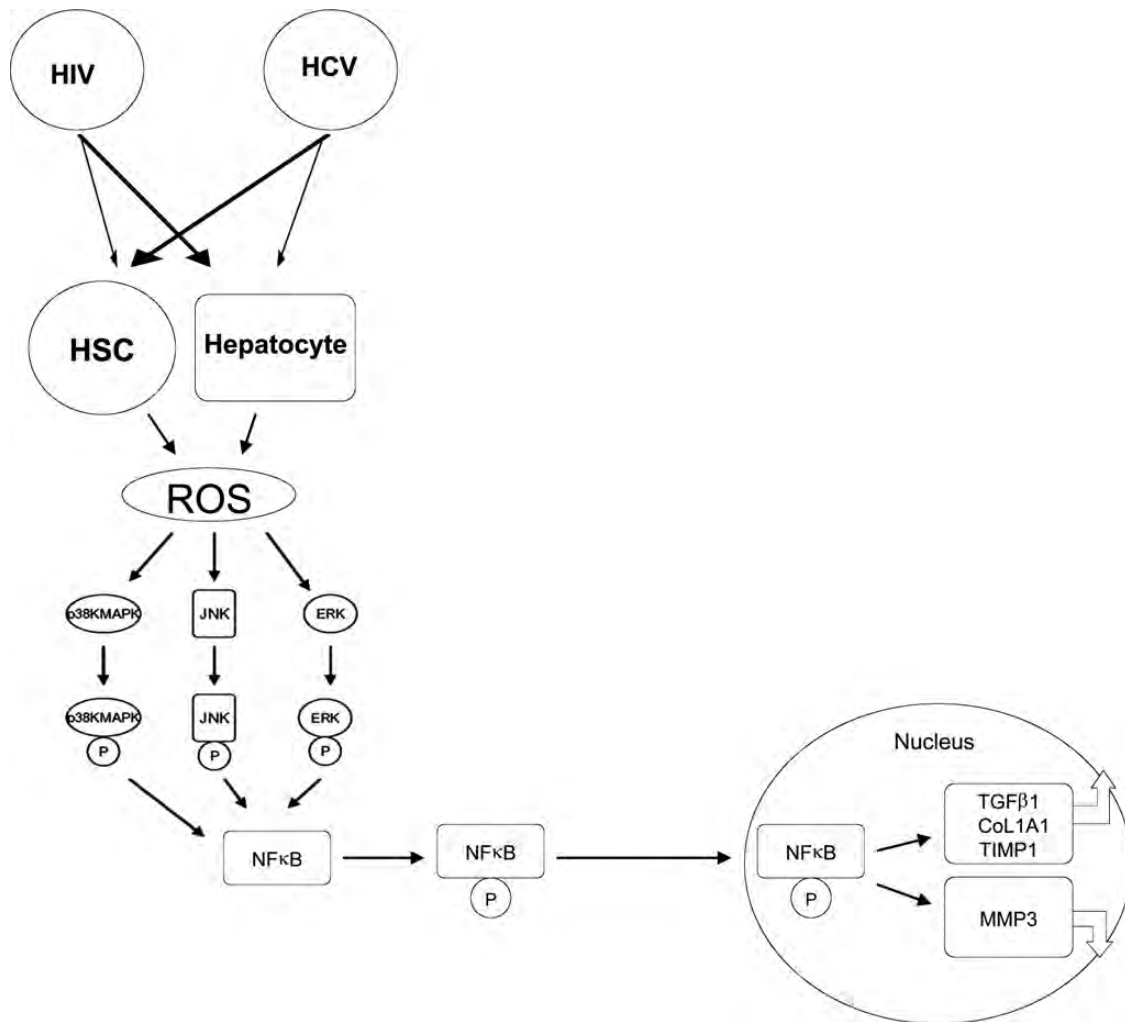 HIV
HCV
HSC
Hepatocyte
ROS
p38KMAPK
JNK
ERK
p38KMAPK
JNK
ERK
P
P
P
Nucleus
TGFβ1
CoL1A1
TIMP1
NFκB
NFκB
NFκB
P
P
MMP3